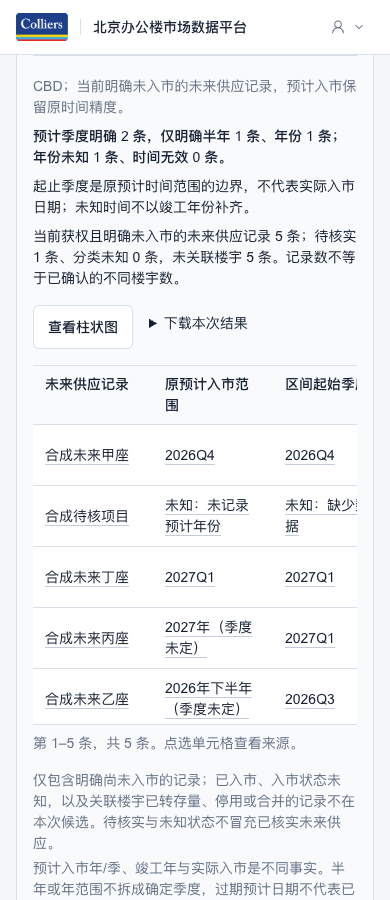 Colliers
北京办公楼市场数据平台
CBD；当前明确未入市的未来供应记录，预计入市保
留原时间精度。
预计季度明确 2 条，仅明确半年 1 条、年份 1 条；
年份未知 1 条、时间无效 0 条。
起止季度是原预计时间范围的边界，不代表实际入市
日期；未知时间不以竣工年份补齐。
当前获权且明确未入市的未来供应记录 5 条；待核实
1 条、分类未知 0 条，未关联楼宇 5 条。记录数不等
于已确认的不同楼宇数。
查看柱状图
▶ 下载本次结果
未来供应记录 原预计入市范 区间起始季
围
合成未来甲座 2026Q4 2026Q4
合成待核项目 未知：未记录 未知：缺少
预计年份 据
合成未来丁座 2027Q1 2027Q1
合成未来丙座 2027年（季度 2027Q1
未定）
合成未来乙座 2026年下半年 2026Q3
（季度未定）
第 1–5 条，共 5 条。点选单元格查看来源。
仅包含明确尚未入市的记录；已入市、入市状态未
知，以及关联楼宇已转存量、停用或合并的记录不在
本次候选。待核实与未知状态不冒充已核实未来供
应。
预计入市年/季、竣工年与实际入市是不同事实。半
年或年范围不拆成确定季度，过期预计日期不代表已